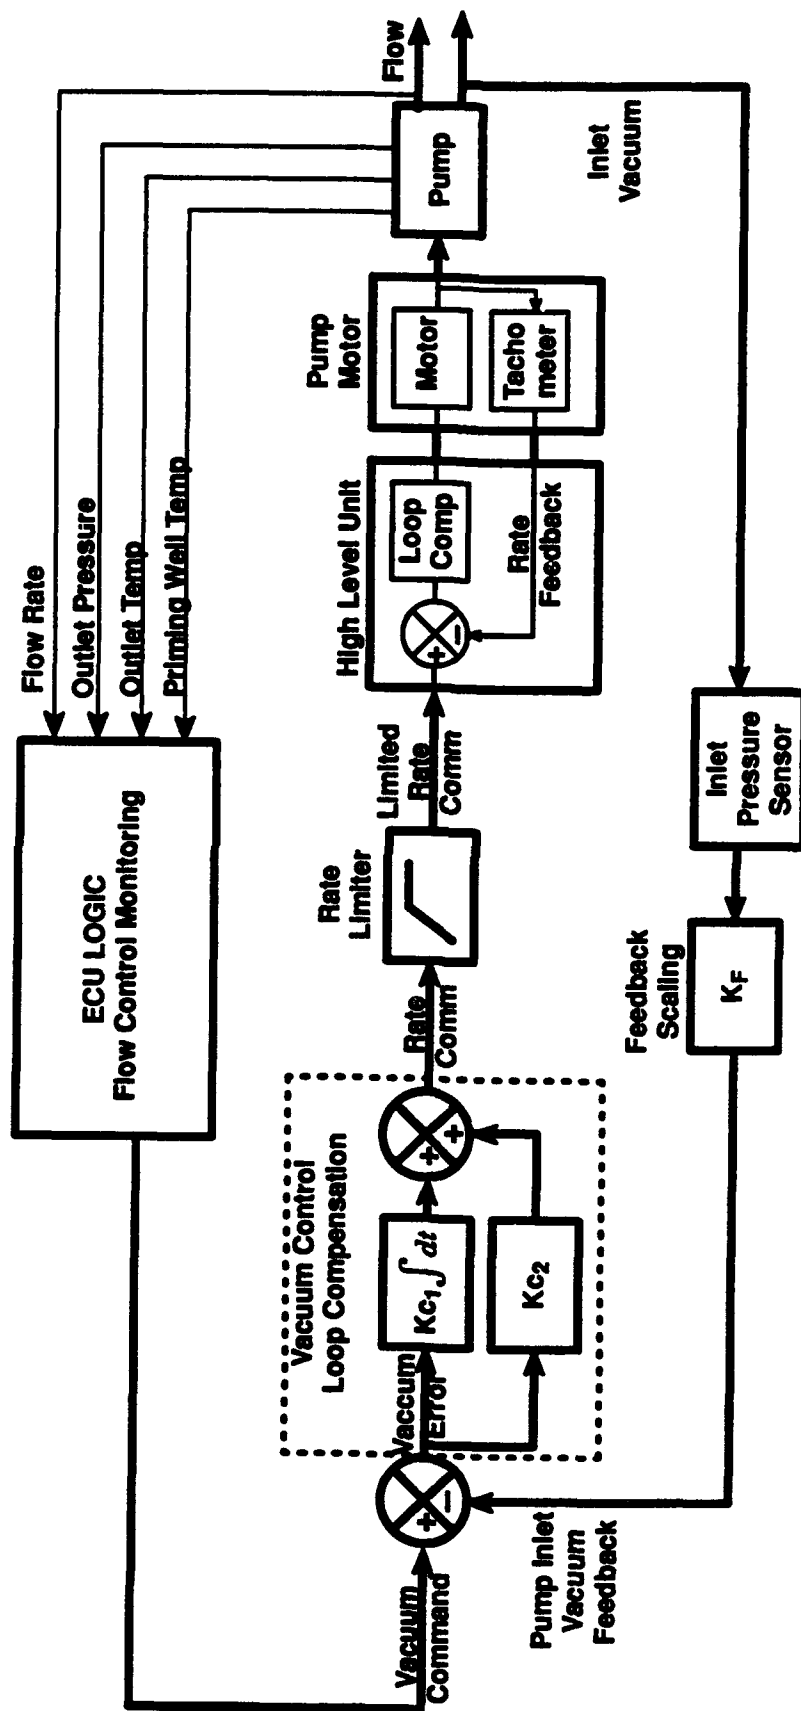 ECU LOGIC
Flow Control Monitoring
Flow Rate
Outlet Pressure
Outlet Temp
Priming Well Temp
Vacuum Control
Loop Compensation
Vacuum
Command
+
−
Vaccum
Error
Kc1 ∫ dt
Kc2
+
+
Rate
Comm
Rate
Limiter
Limited
Rate
Comm
High Level Unit
+
−
Loop
Comp
Rate
Feedback
Pump
Motor
Motor
Tacho
meter
Pump
Flow
Inlet
Vacuum
Pump Inlet
Vacuum
Feedback
Feedback
Scaling
KF
Inlet
Pressure
Sensor